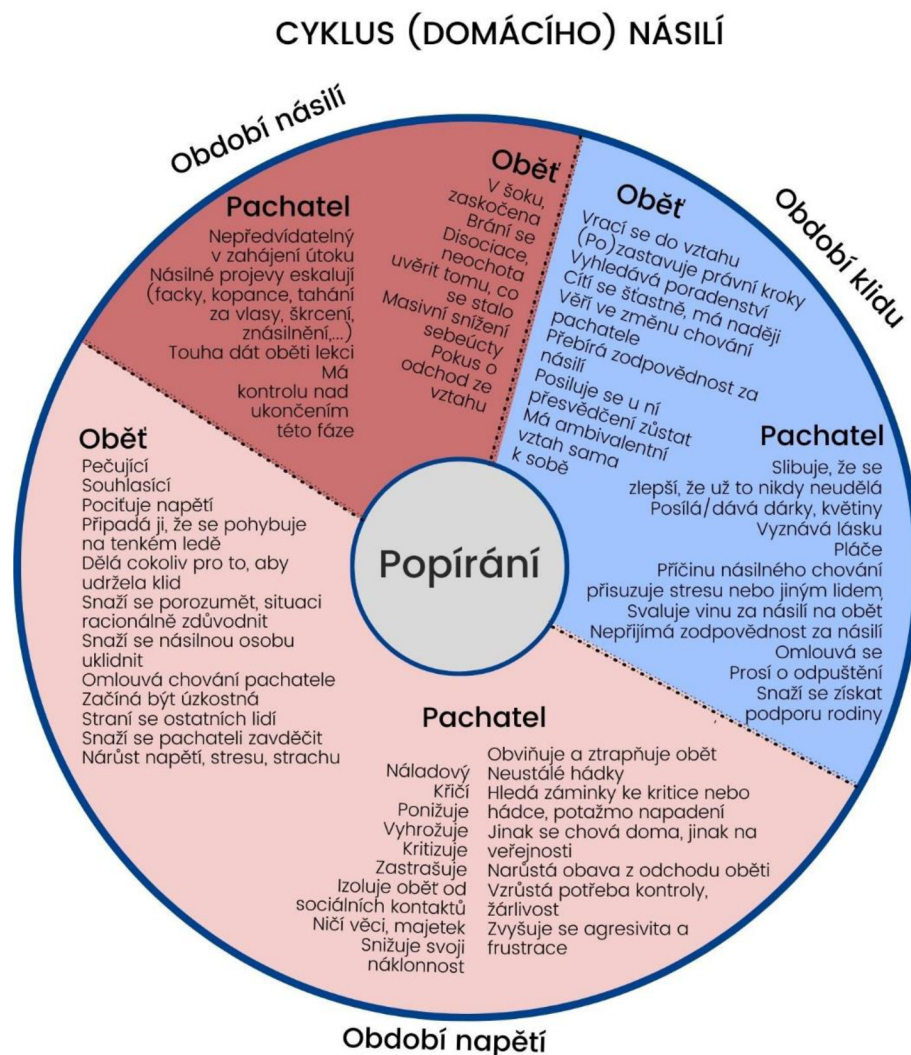 CYKLUS (DOMÁCÍHO) NÁSILÍ
Období násilí
Pachatel
Nepředvídatelný
v zahájení útoku
Násilné projevy eskalují
(facky, kopance, tahání
za vlasy, škrcení,
znásilnění,...)
Touha dát oběti lekci
Má
kontrolu nad
ukončením
této fáze
Oběť
V šoku,
zaskočena
Brání se
Disociace,
neochota
uvěrit tomu, co
se stalo
Masivní snížení
sebeúcty
Pokus o
odchod ze
vztahu
Období klidu
Oběť
Vrací se do vztahu
(Po)zastavuje právní kroky
Vyhledává poradenství
Cítí se šťastně, má naději
Věří ve změnu chování
pachatele
Přebírá zodpovědnost za
násilí
Posiluje se u ní
přesvědčení zůstat
Má ambivalentní
vztah sama
k sobě
Pachatel
Slibuje, že se
zlepší, že už to nikdy neudělá
Posílá/dává dárky, květiny
Vyznává lásku
Pláče
Příčinu násilného chování
přisuzuje stresu nebo jiným lidem,
Svaluje vinu za násilí na obět
Nepřijímá zodpovědnost za násilí
Omlouvá se
Prosí o odpuštění
Snaží se získat
podporu rodiny
Popírání
Oběť
Pečující
Souhlasící
Pociťuje napětí
Připadá ji, že se pohybuje
na tenkém ledě
Dělá cokoliv pro to, aby
udržela klid
Snaží se porozumět, situaci
racionálně zdůvodnit
Snaží se násilnou osobu
uklidnit
Omlouvá chování pachatele
Začíná být úzkostná
Straní se ostatních lidí
Snaží se pachateli zavděčit
Nárůst napětí, stresu, strachu
Pachatel
Náladový
Křičí
Ponižuje
Vyhrožuje
Kritizuje
Zastrašuje
Izoluje oběť od
sociálních kontaktů
Ničí věci, majetek
Snižuje svoji
náklonnost
Obviňuje a ztrapňuje obět
Neustálé hádky
Hledá záminky ke kritice nebo
hádce, potažmo napadení
Jinak se chová doma, jinak na
veřejnosti
Narůstá obava z odchodu oběti
Vzrůstá potřeba kontroly,
žárlivost
Zvyšuje se agresivita a
frustrace
Období napětí